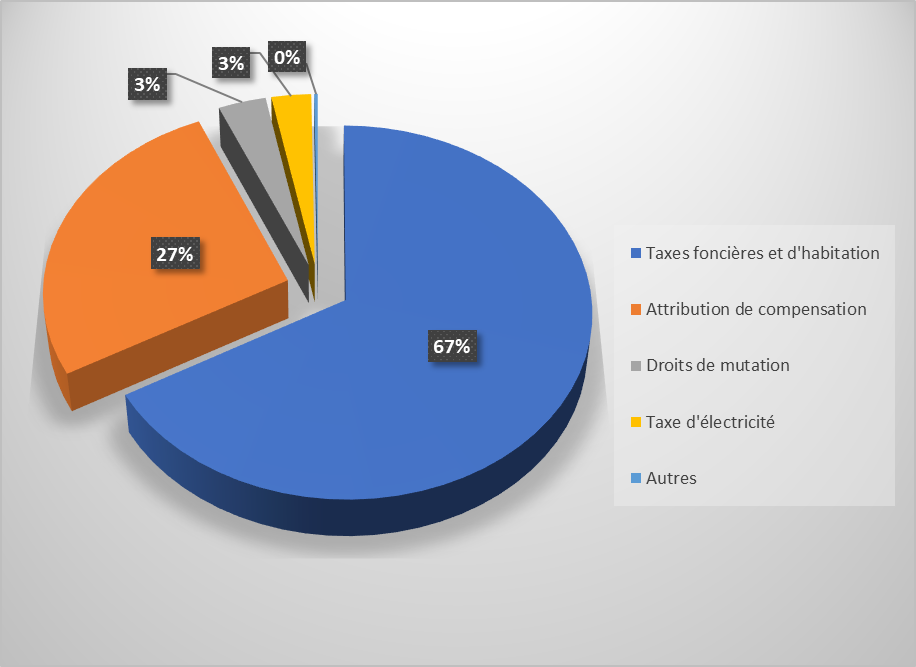 3%
3%
0%
27%
67%
Taxes foncières et d'habitation
Attribution de compensation
Droits de mutation
Taxe d'électricité
Autres